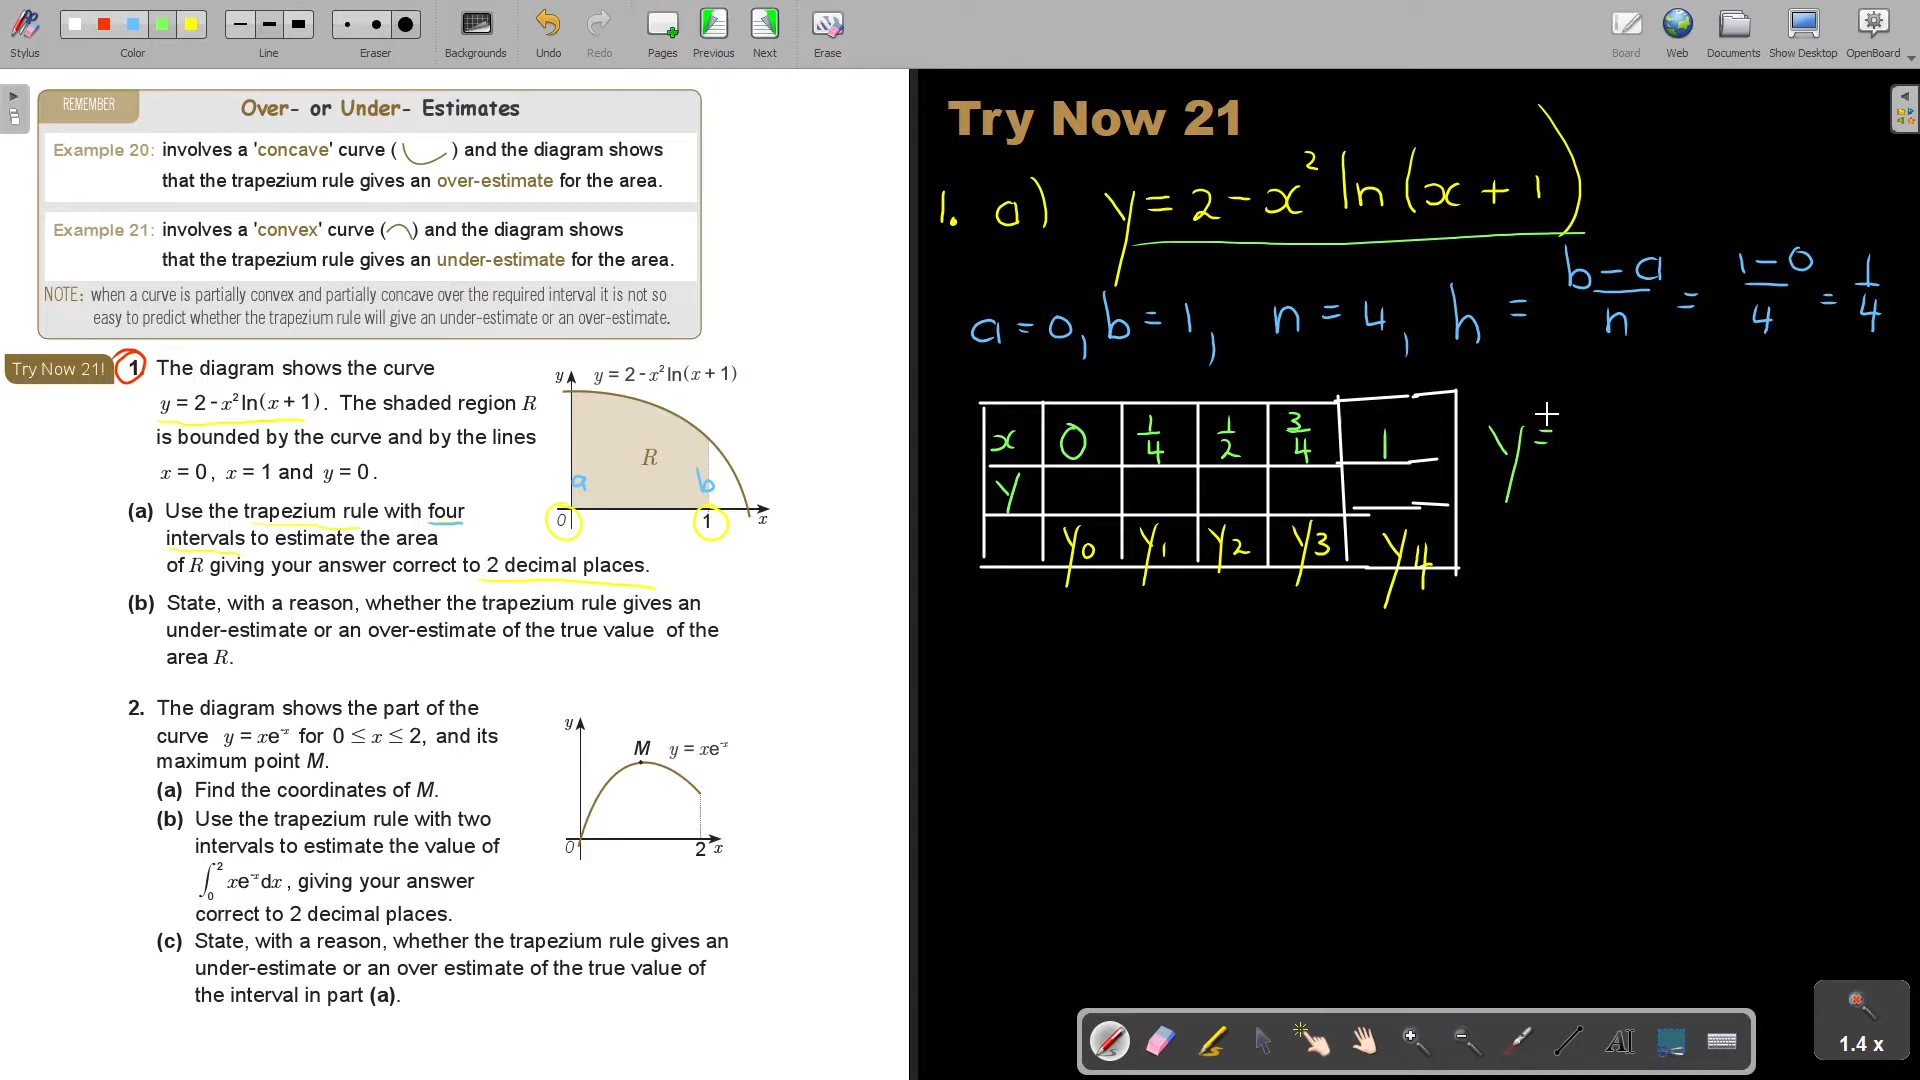 Stylus
Color
Line
Eraser
Backgrounds
Undo
Redo
Pages
Previous
Next
Erase
Board
Web
Documents
Show Desktop
OpenBoard
REMEMBER
Over- or Under- Estimates
Example 20: involves a 'concave' curve ( ) and the diagram shows
that the trapezium rule gives an over-estimate for the area.
Example 21: involves a 'convex' curve ( ) and the diagram shows
that the trapezium rule gives an under-estimate for the area.
NOTE: when a curve is partially convex and partially concave over the required interval it is not so
easy to predict whether the trapezium rule will give an under-estimate or an over-estimate.
Try Now 21!
1. The diagram shows the curve
y = 2 - x² ln(x + 1). The shaded region R
is bounded by the curve and by the lines
x = 0, x = 1 and y = 0.
y
y = 2 - x² ln(x + 1)
R
a
b
0
1
x
(a) Use the trapezium rule with four
intervals to estimate the area
of R giving your answer correct to 2 decimal places.
(b) State, with a reason, whether the trapezium rule gives an
under-estimate or an over-estimate of the true value of the
area R.
2. The diagram shows the part of the
curve y = xe⁻ˣ for 0 ≤ x ≤ 2, and its
maximum point M.
(a) Find the coordinates of M.
(b) Use the trapezium rule with two
intervals to estimate the value of
∫₀² xe⁻ˣ dx, giving your answer
correct to 2 decimal places.
(c) State, with a reason, whether the trapezium rule gives an
under-estimate or an over estimate of the true value of
the interval in part (a).
y
M
y = xe⁻ˣ
0
2
x
Try Now 21
1. a) y = 2 - x² ln(x + 1)
a = 0, b = 1, n = 4, h = (b - a)/n = (1 - 0)/4 = 1/4
x 0 1/4 1/2 3/4 1
y
y0 y1 y2 y3 y4
y =
AI
1.4 x